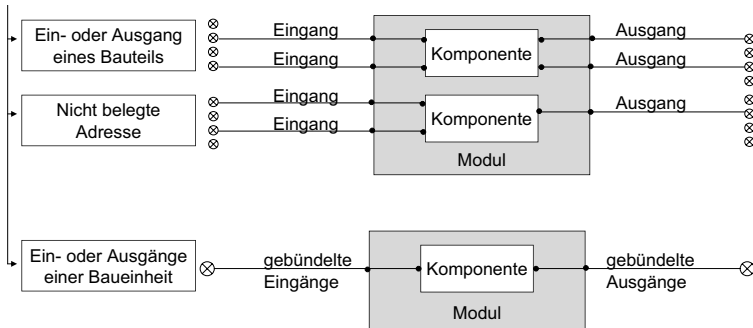 Ein- oder Ausgang
eines Bauteils
Eingang
Eingang
Komponente
Ausgang
Ausgang
Nicht belegte
Adresse
Eingang
Eingang
Komponente
Ausgang
Modul
Ein- oder Ausgänge
einer Baueinheit
gebündelte
Eingänge
Komponente
gebündelte
Ausgänge
Modul